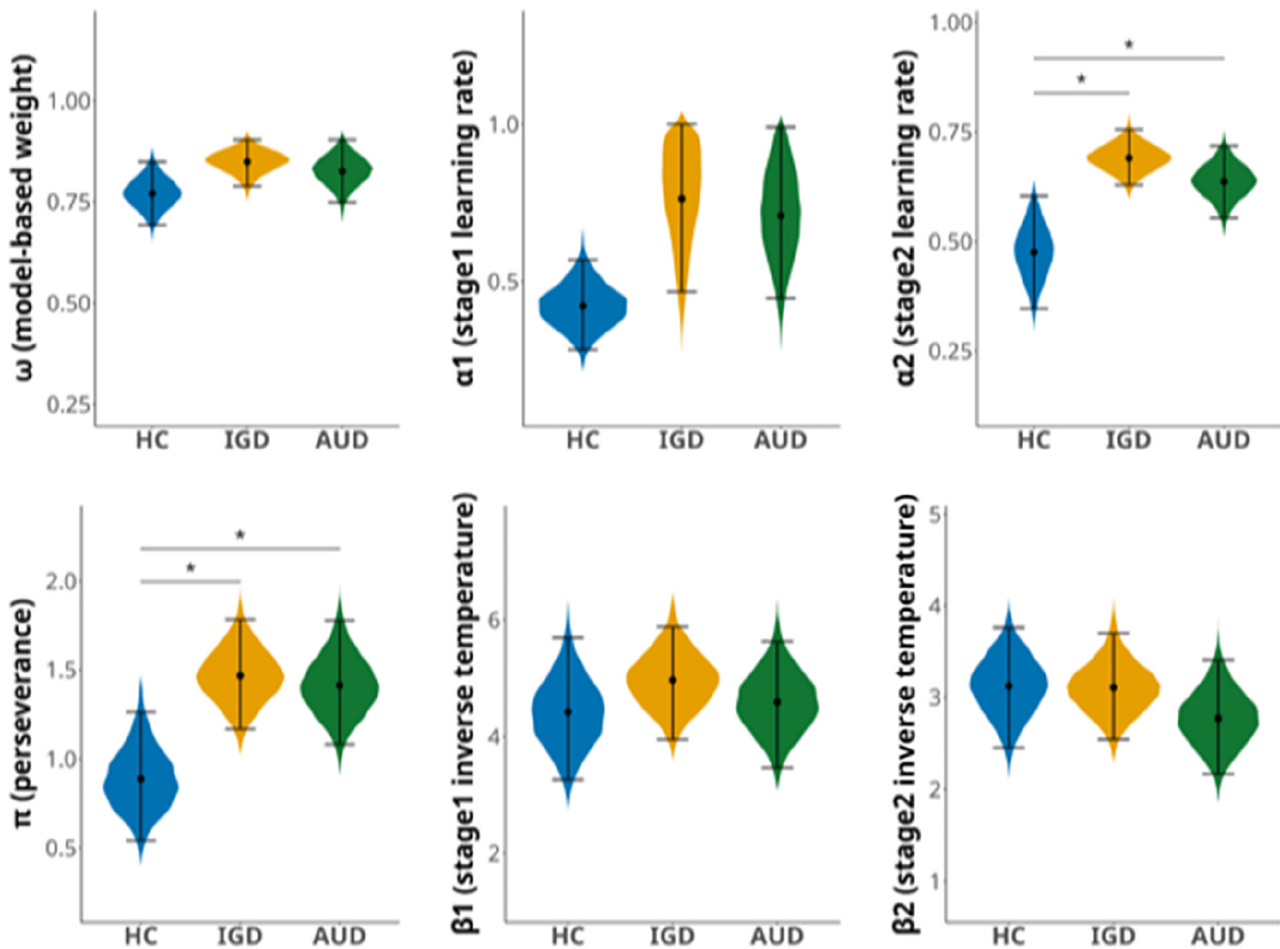 ω (model-based weight)
1.00
0.75
0.50
0.25
HC IGD AUD
α1 (stage1 learning rate)
1.0
0.5
HC IGD AUD
α2 (stage2 learning rate)
1.00
0.75
0.50
0.25
*
*
HC IGD AUD
π (perseverance)
2.0
1.5
1.0
0.5
*
*
HC IGD AUD
β1 (stage1 inverse temperature)
6
4
2
HC IGD AUD
β2 (stage2 inverse temperature)
5
4
3
2
1
HC IGD AUD